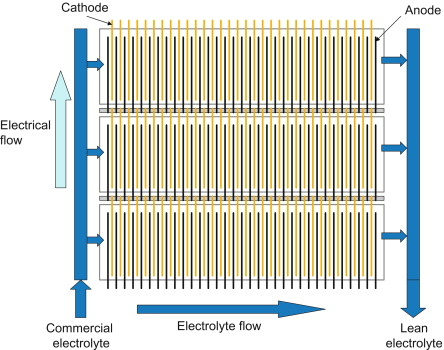 Cathode
Anode
Electrical
flow
Commercial
electrolyte
Electrolyte flow
Lean
electrolyte